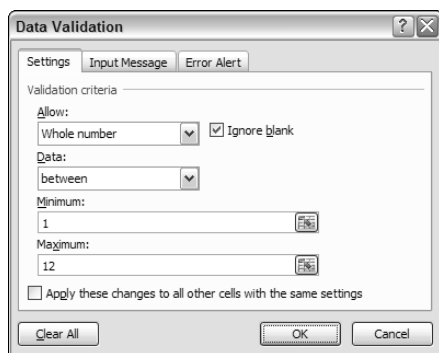 Data Validation
Settings Input Message Error Alert
Validation criteria
Allow:
Whole number Ignore blank
Data:
between
Minimum:
1
Maximum:
12
Apply these changes to all other cells with the same settings
Clear All OK Cancel